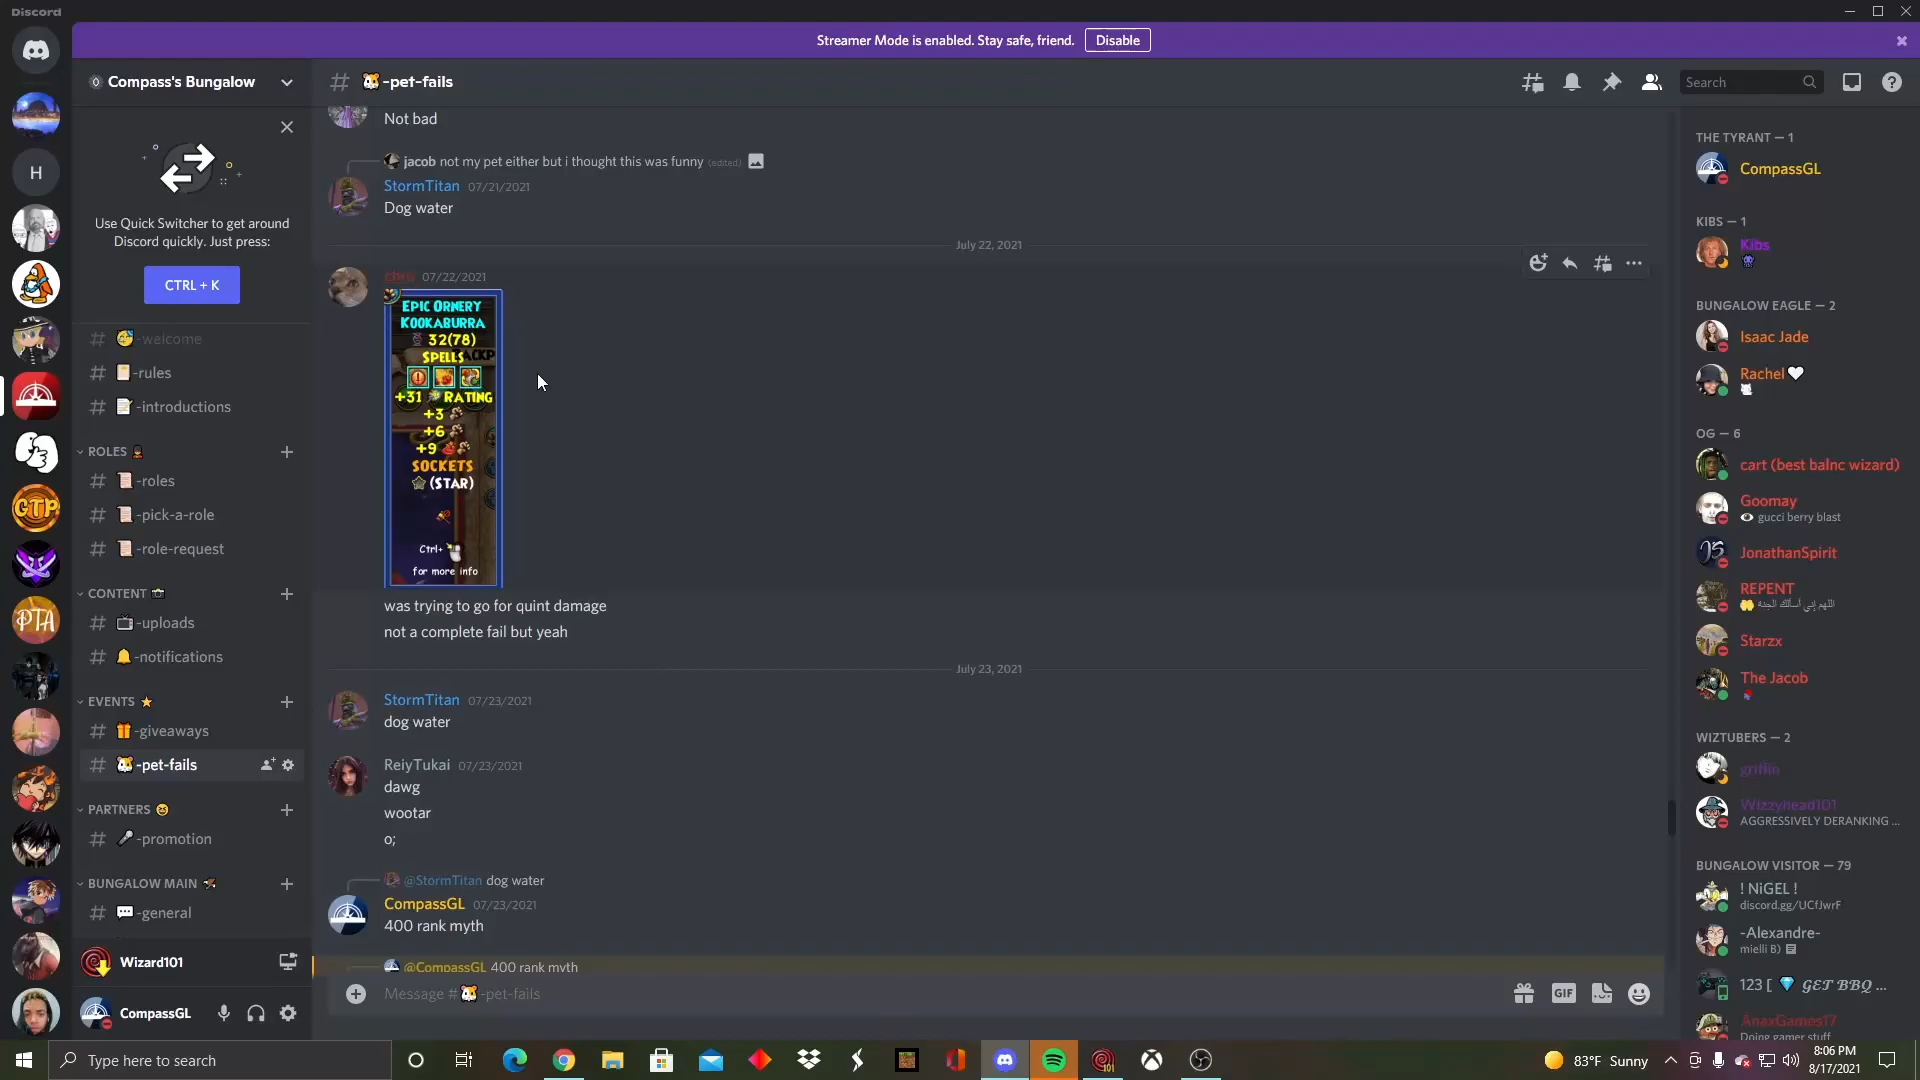 Discord
Streamer Mode is enabled. Stay safe, friend.
Disable
Compass's Bungalow
-pet-fails
Search
Use Quick Switcher to get around
Discord quickly. Just press:
CTRL + K
-welcome
-rules
-introductions
ROLES
-roles
-pick-a-role
-role-request
CONTENT
-uploads
-notifications
EVENTS
-giveaways
-pet-fails
PARTNERS
-promotion
BUNGALOW MAIN
-general
Wizard101
CompassGL
H
GTP
PTA
Not bad
jacob not my pet either but i thought this was funny (edited)
StormTitan 07/21/2021
Dog water
July 22, 2021
07/22/2021
EPIC ORNERY
KOOKABURRA
32(78)
SPELLS
+31 RATING
+3
+6
+9
SOCKETS
(STAR)
Ctrl+
for more info
was trying to go for quint damage
not a complete fail but yeah
July 23, 2021
StormTitan 07/23/2021
dog water
ReiyTukai 07/23/2021
dawg
wootar
o;
@StormTitan dog water
CompassGL 07/23/2021
400 rank myth
@CompassGL 400 rank myth
Message # -pet-fails
GIF
THE TYRANT — 1
CompassGL
KIBS — 1
Kibs
BUNGALOW EAGLE — 2
Isaac Jade
Rachel
OG — 6
cart (best balnc wizard)
Goomay
gucci berry blast
JonathanSpirit
REPENT
اللهم إني أسألك الجنة
Starzx
The Jacob
WIZTUBERS — 2
griffin
Wizzyhead101
AGGRESSIVELY DERANKING ...
BUNGALOW VISITOR — 79
! NiGEL !
discord.gg/UCfJwrF
-Alexandre-
mielli B)
123 [ 💎 𝓖𝓔𝓣 𝓑𝓑𝓠 ...
AnaxGames17
Doing gamer stuff
Type here to search
83°F Sunny
8:06 PM
8/17/2021